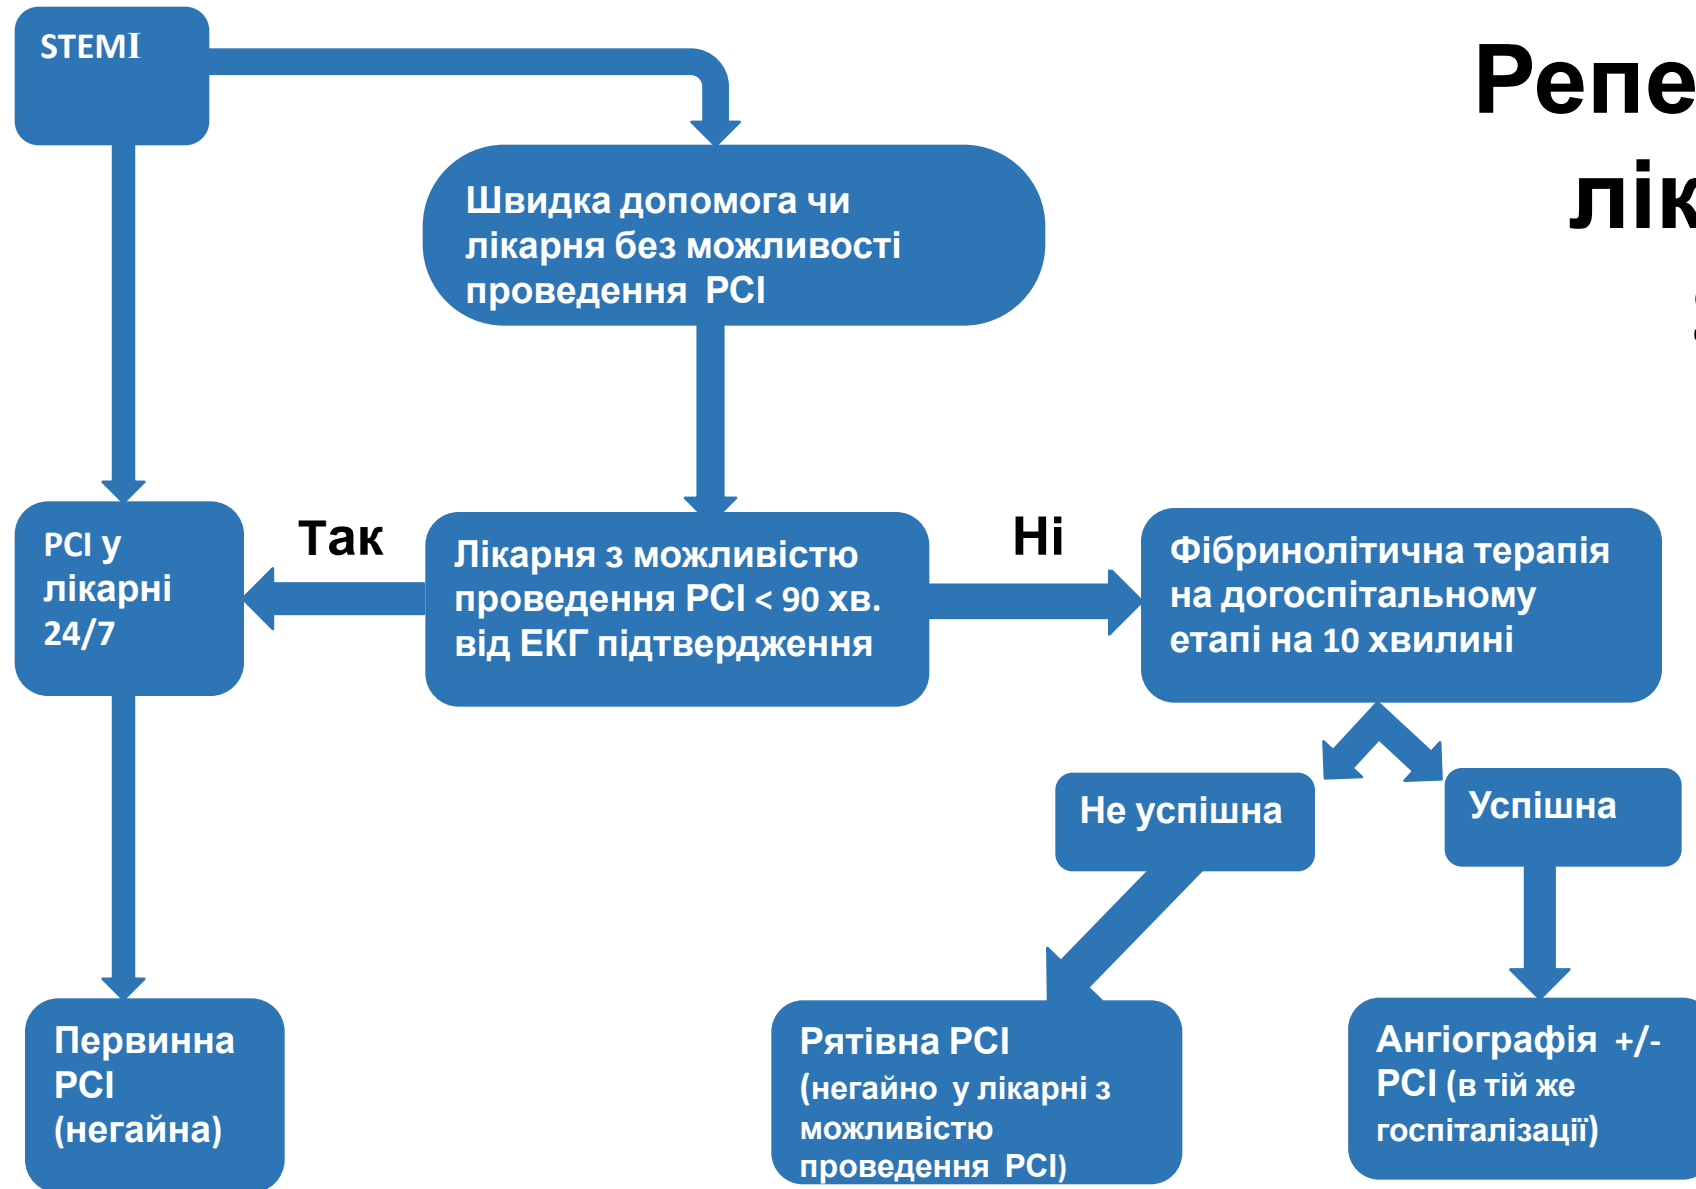 STEMI
Репе
лік
Швидка допомога чи
лікарня без можливості
проведення PCI
PCI у
лікарні
24/7
Так
Лікарня з можливістю
проведення PCI < 90 хв.
від ЕКГ підтвердження
Ні
Фібринолітична терапія
на догоспітальному
етапі на 10 хвилині
Не успішна
Успішна
Первинна
PCI
(негайна)
Рятівна PCI
(негайно у лікарні з
можливістю
проведення PCI)
Ангіографія +/-
PCI (в тій же
госпіталізації)